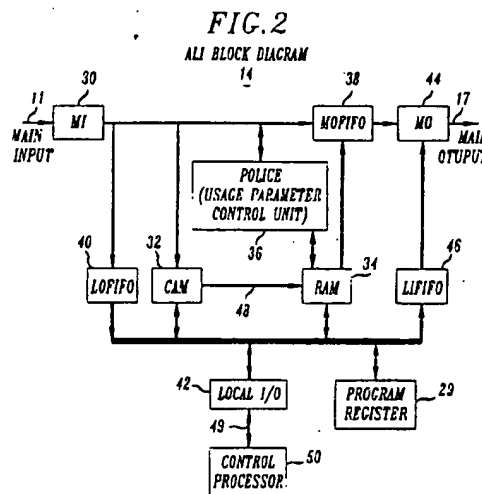 FIG.2
ALI BLOCK DIAGRAM
14
30
38
44
11
MI
MOFIFO
MO
17
MAIN
INPUT
MAIN
OTUPUT
POLICE
(USAGE PARAMETER
CONTROL UNIT)
36
40
32
34
46
LOFIFO
CAM
48
RAM
LIFIFO
42
LOCAL I/O
PROGRAM
REGISTER
29
49
CONTROL
PROCESSOR
50